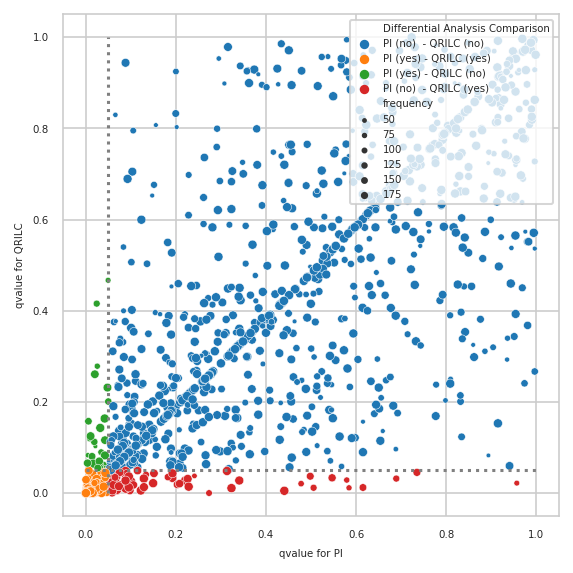 Differential Analysis Comparison
PI (no) - QRILC (no)
PI (yes) - QRILC (yes)
PI (yes) - QRILC (no)
PI (no) - QRILC (yes)
frequency
50
75
100
125
150
175
1.0
0.8
0.6
0.4
0.2
0.0
qvalue for QRILC
0.0 0.2 0.4 0.6 0.8 1.0
qvalue for PI